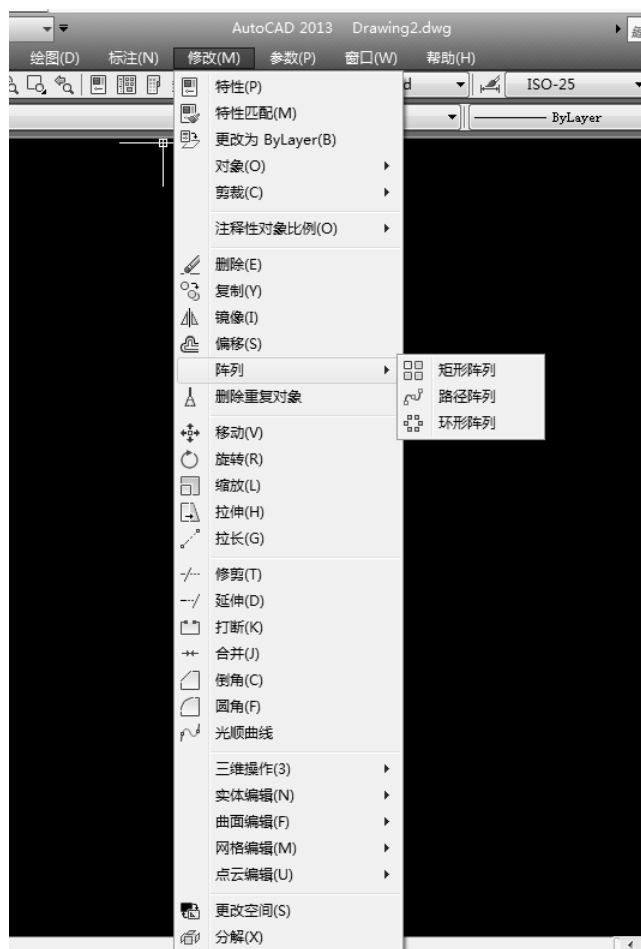 AutoCAD 2013 Drawing2.dwg
绘图(D) 标注(N) 修改(M) 参数(P) 窗口(W) 帮助(H)
ISO-25
ByLayer
特性(P)
特性匹配(M)
更改为 ByLayer(B)
对象(O)
剪裁(C)
注释性对象比例(O)
删除(E)
复制(Y)
镜像(I)
偏移(S)
阵列
矩形阵列
路径阵列
环形阵列
删除重复对象
移动(V)
旋转(R)
缩放(L)
拉伸(H)
拉长(G)
修剪(T)
延伸(D)
打断(K)
合并(J)
倒角(C)
圆角(F)
光顺曲线
三维操作(3)
实体编辑(N)
曲面编辑(F)
网格编辑(M)
点云编辑(U)
更改空间(S)
分解(X)